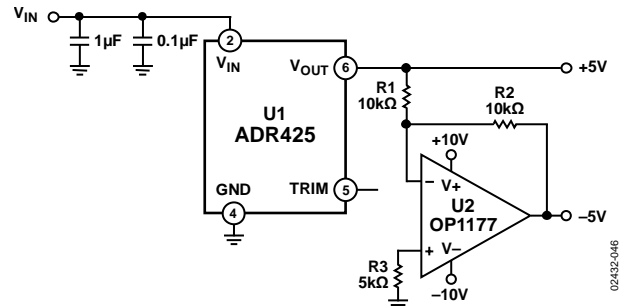 VIN
1µF
0.1µF
2
VIN
VOUT
6
+5V
U1
ADR425
GND
4
TRIM
5
R1
10kΩ
R2
10kΩ
+10V
−
V+
U2
OP1177
+
V−
−10V
R3
5kΩ
−5V
02432-046